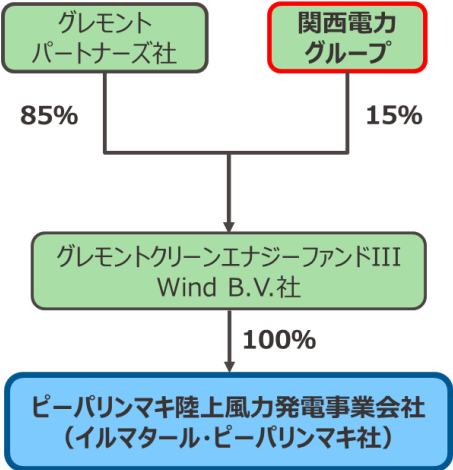 グレモント
パートナーズ社
関西電力
グループ
85%
15%
グレモントクリーンエナジーファンドIII
Wind B.V.社
100%
ピーパリンマキ陸上風力発電事業会社
（イルマタール・ピーパリンマキ社）